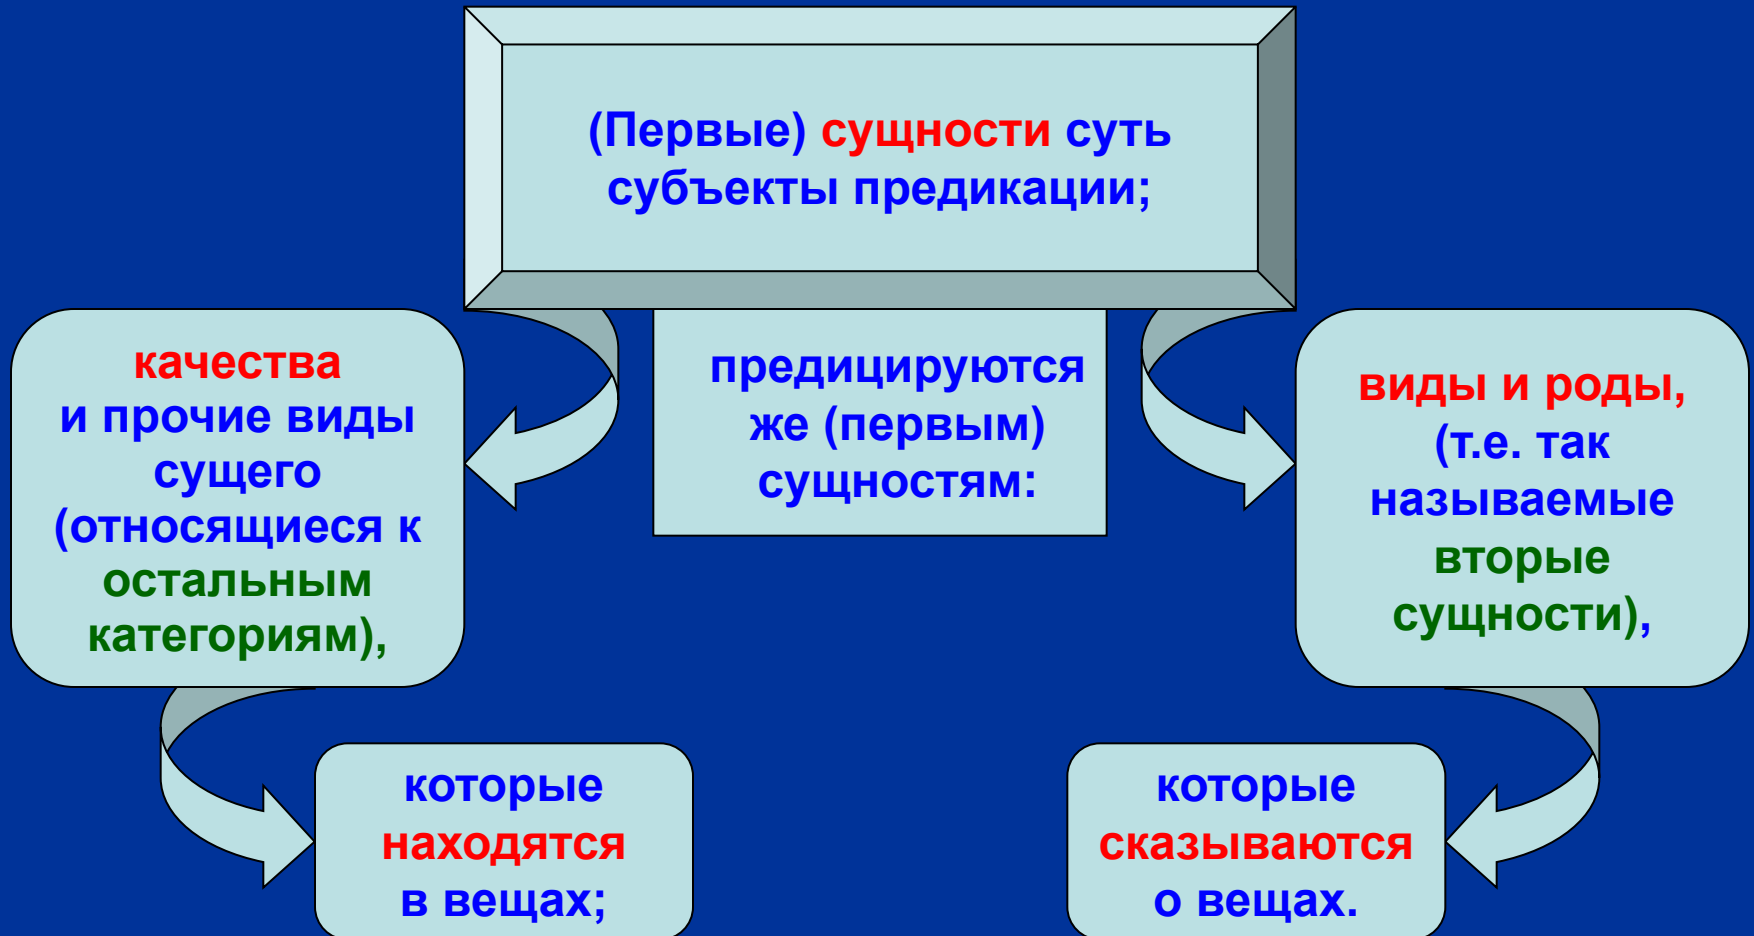 (Первые) сущности суть
субъекты предикации;
предицируются
же (первым)
сущностям:
качества
и прочие виды
сущего
(относящиеся к
остальным
категориям),
которые
находятся
в вещах;
виды и роды,
(т.е. так
называемые
вторые
сущности),
которые
сказываются
о вещах.